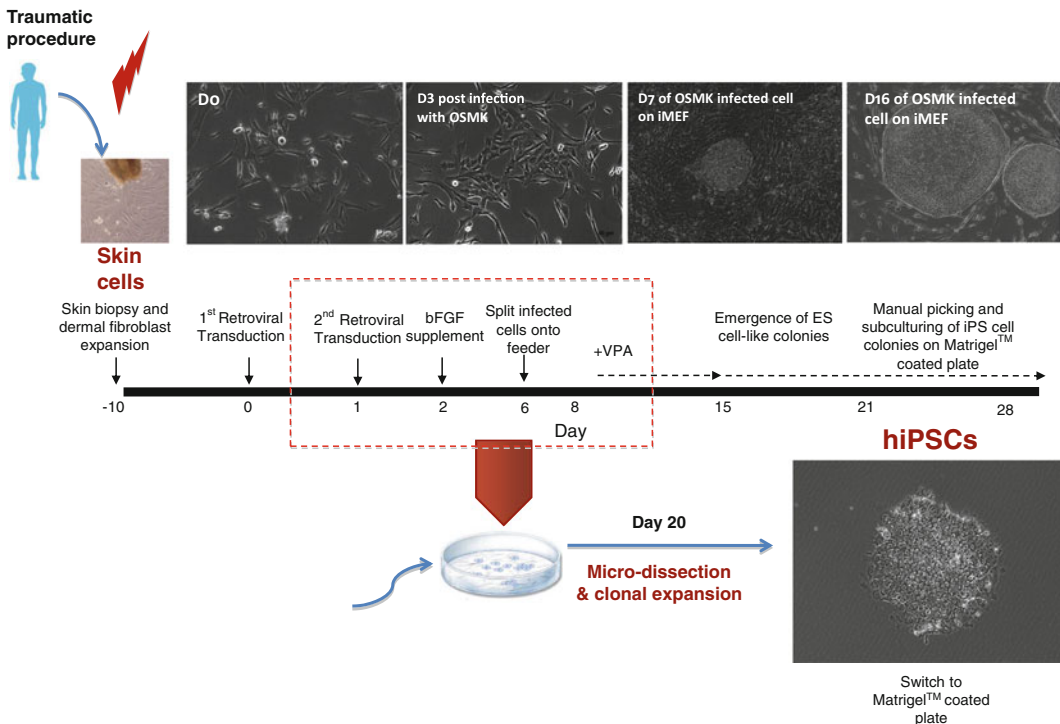 Traumatic
procedure
Do
D3 post infection
with OSMK
D7 of OSMK infected cell
on iMEF
D16 of OSMK infected
cell on iMEF
Skin
cells
Skin biopsy and
dermal fibroblast
expansion
1st Retroviral
Transduction
2nd Retroviral
Transduction
bFGF
supplement
Split infected
cells onto
feeder
+VPA
Emergence of ES
cell-like colonies
Manual picking and
subculturing of iPS cell
colonies on Matrigel™
coated plate
-10
0
1
2
6
8
15
21
28
Day
hiPSCs
Day 20
Micro-dissection
& clonal expansion
Switch to
Matrigel™ coated
plate